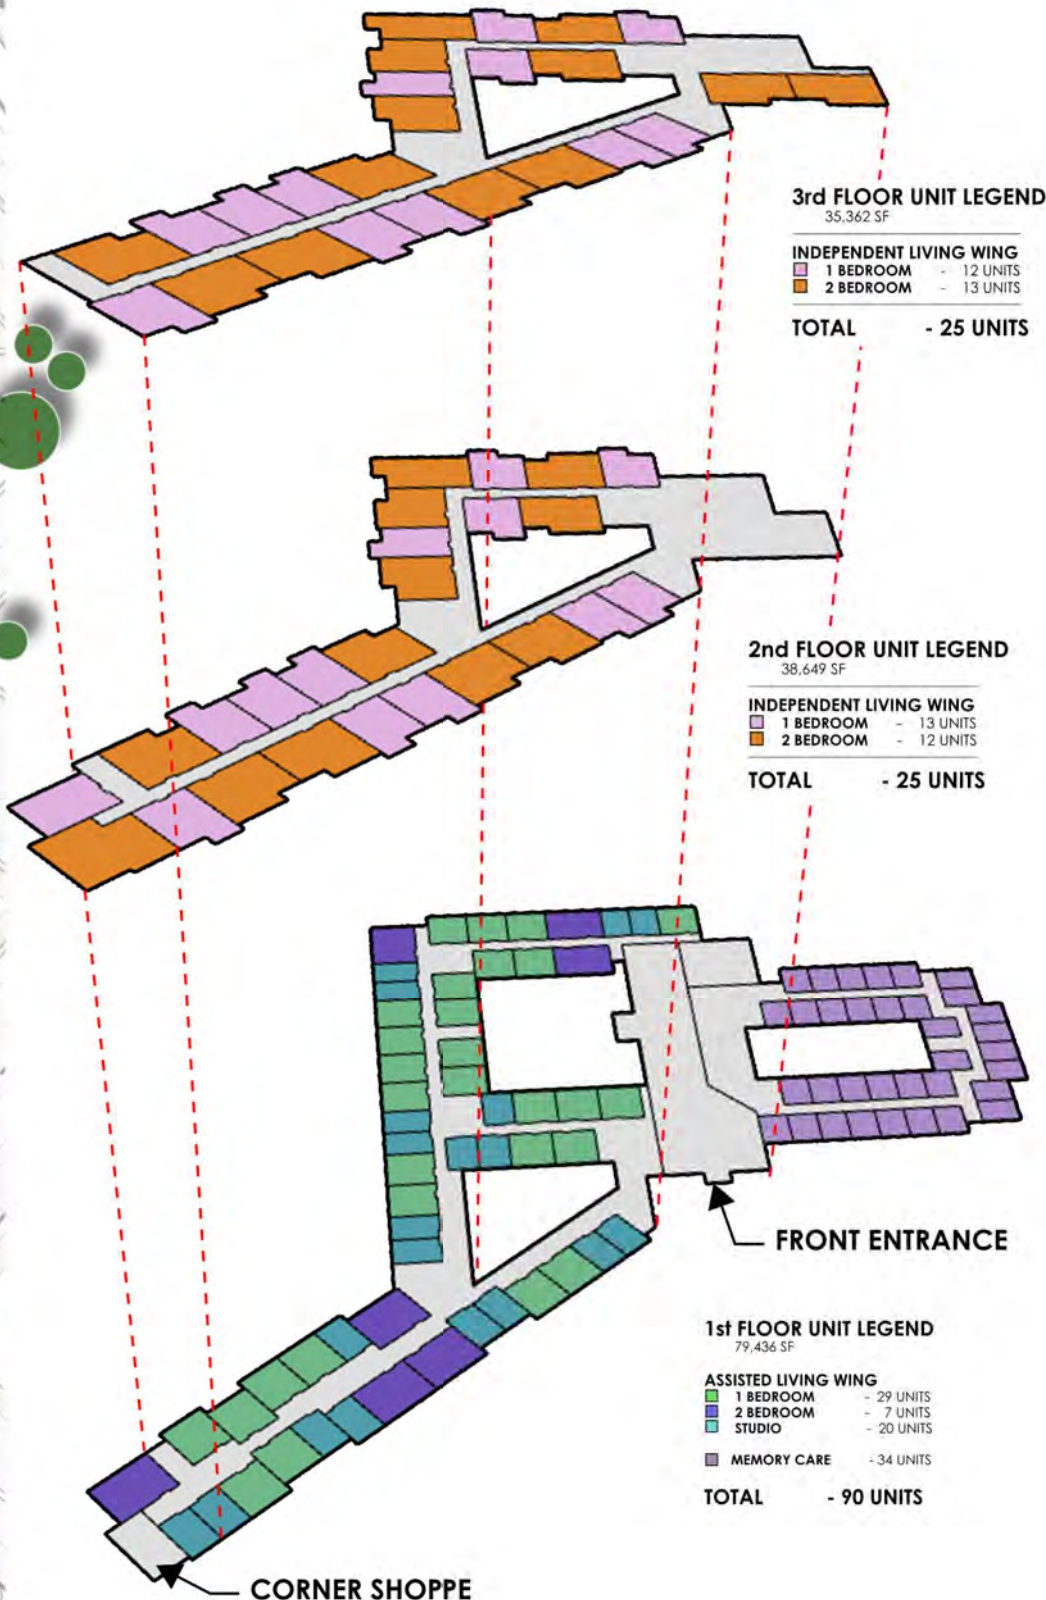 3rd FLOOR UNIT LEGEND
35,362 SF
INDEPENDENT LIVING WING
1 BEDROOM - 12 UNITS
2 BEDROOM - 13 UNITS
TOTAL - 25 UNITS
2nd FLOOR UNIT LEGEND
38,649 SF
INDEPENDENT LIVING WING
1 BEDROOM - 13 UNITS
2 BEDROOM - 12 UNITS
TOTAL - 25 UNITS
FRONT ENTRANCE
1st FLOOR UNIT LEGEND
79,436 SF
ASSISTED LIVING WING
1 BEDROOM - 29 UNITS
2 BEDROOM - 7 UNITS
STUDIO - 20 UNITS
MEMORY CARE - 34 UNITS
TOTAL - 90 UNITS
CORNER SHOPPE